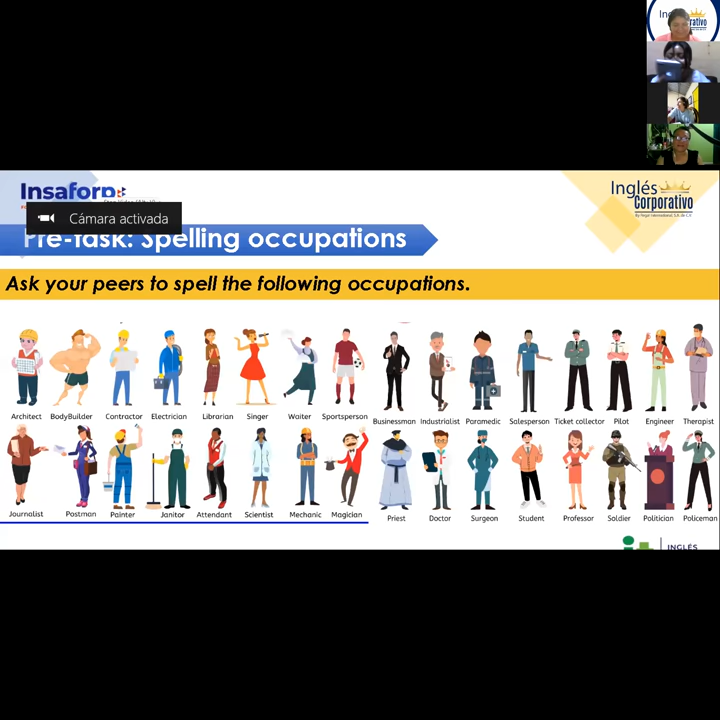 Insaforp
Cámara activada
Pre-Task: Spelling occupations
Inglés
Corporativo
Ask your peers to spell the following occupations.
Architect BodyBuilder Contractor Electrician Librarian Singer Waiter Sportsperson Businessman Industrialist Paramedic Salesperson Ticket collector Pilot Engineer Therapist
Journalist Postman Painter Janitor Attendant Scientist Mechanic Magician Priest Doctor Surgeon Student Professor Soldier Politician Policeman
INGLÉS